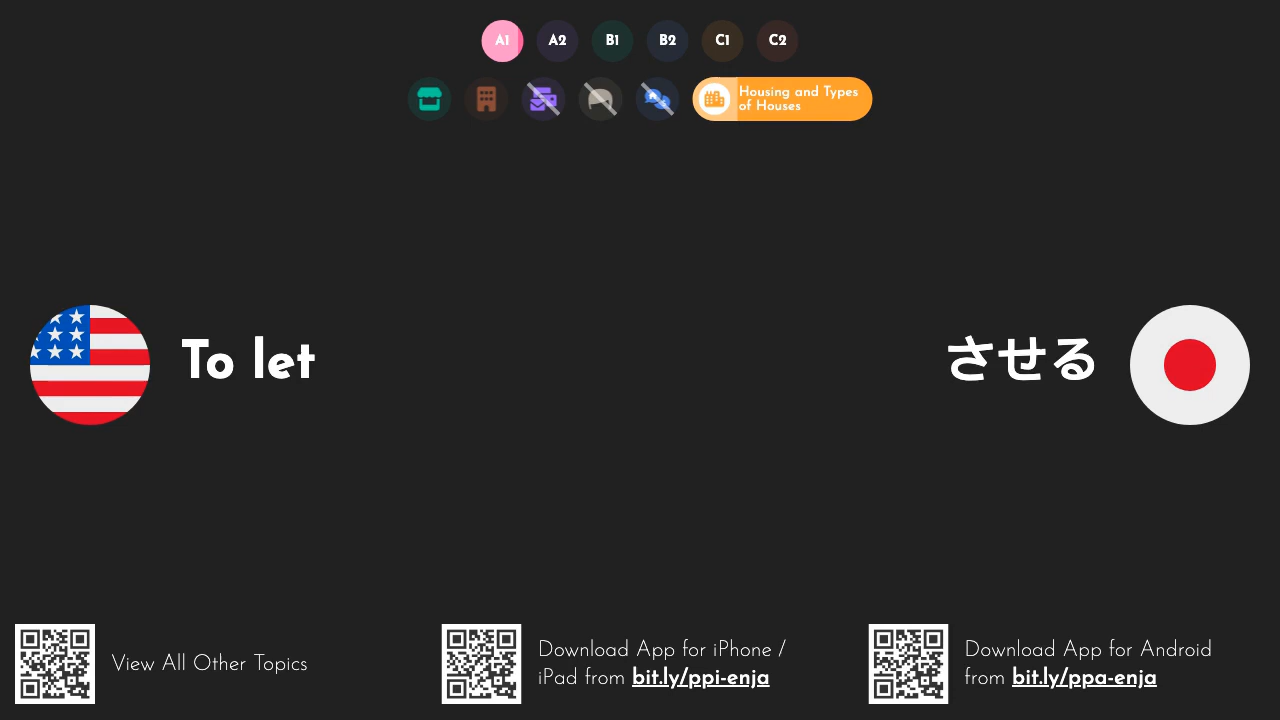 A1 A2 B1 B2 C1 C2
Housing and Types
of Houses
To let
させる
View All Other Topics
Download App for iPhone /
iPad from bit.ly/ppi-enja
Download App for Android
from bit.ly/ppa-enja